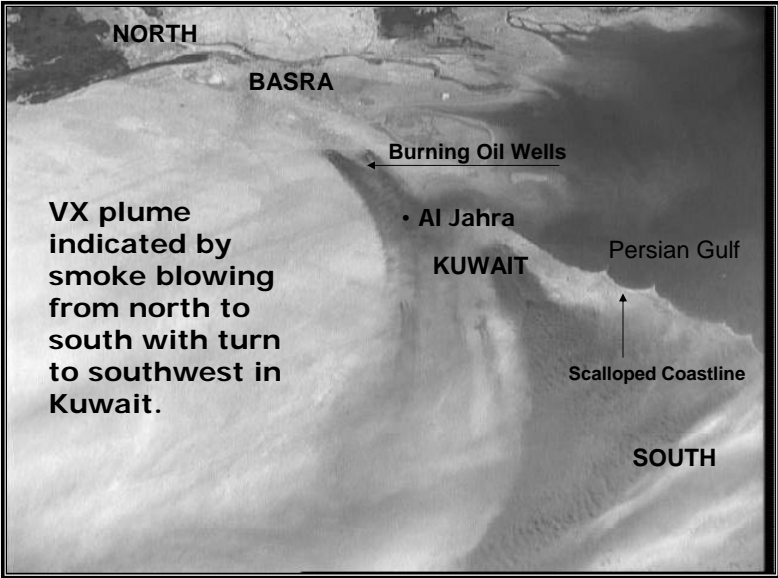 NORTH
BASRA
Burning Oil Wells
• Al Jahra
VX plume
indicated by
smoke blowing
from north to
south with turn
to southwest in
Kuwait.
KUWAIT
Persian Gulf
Scalloped Coastline
SOUTH